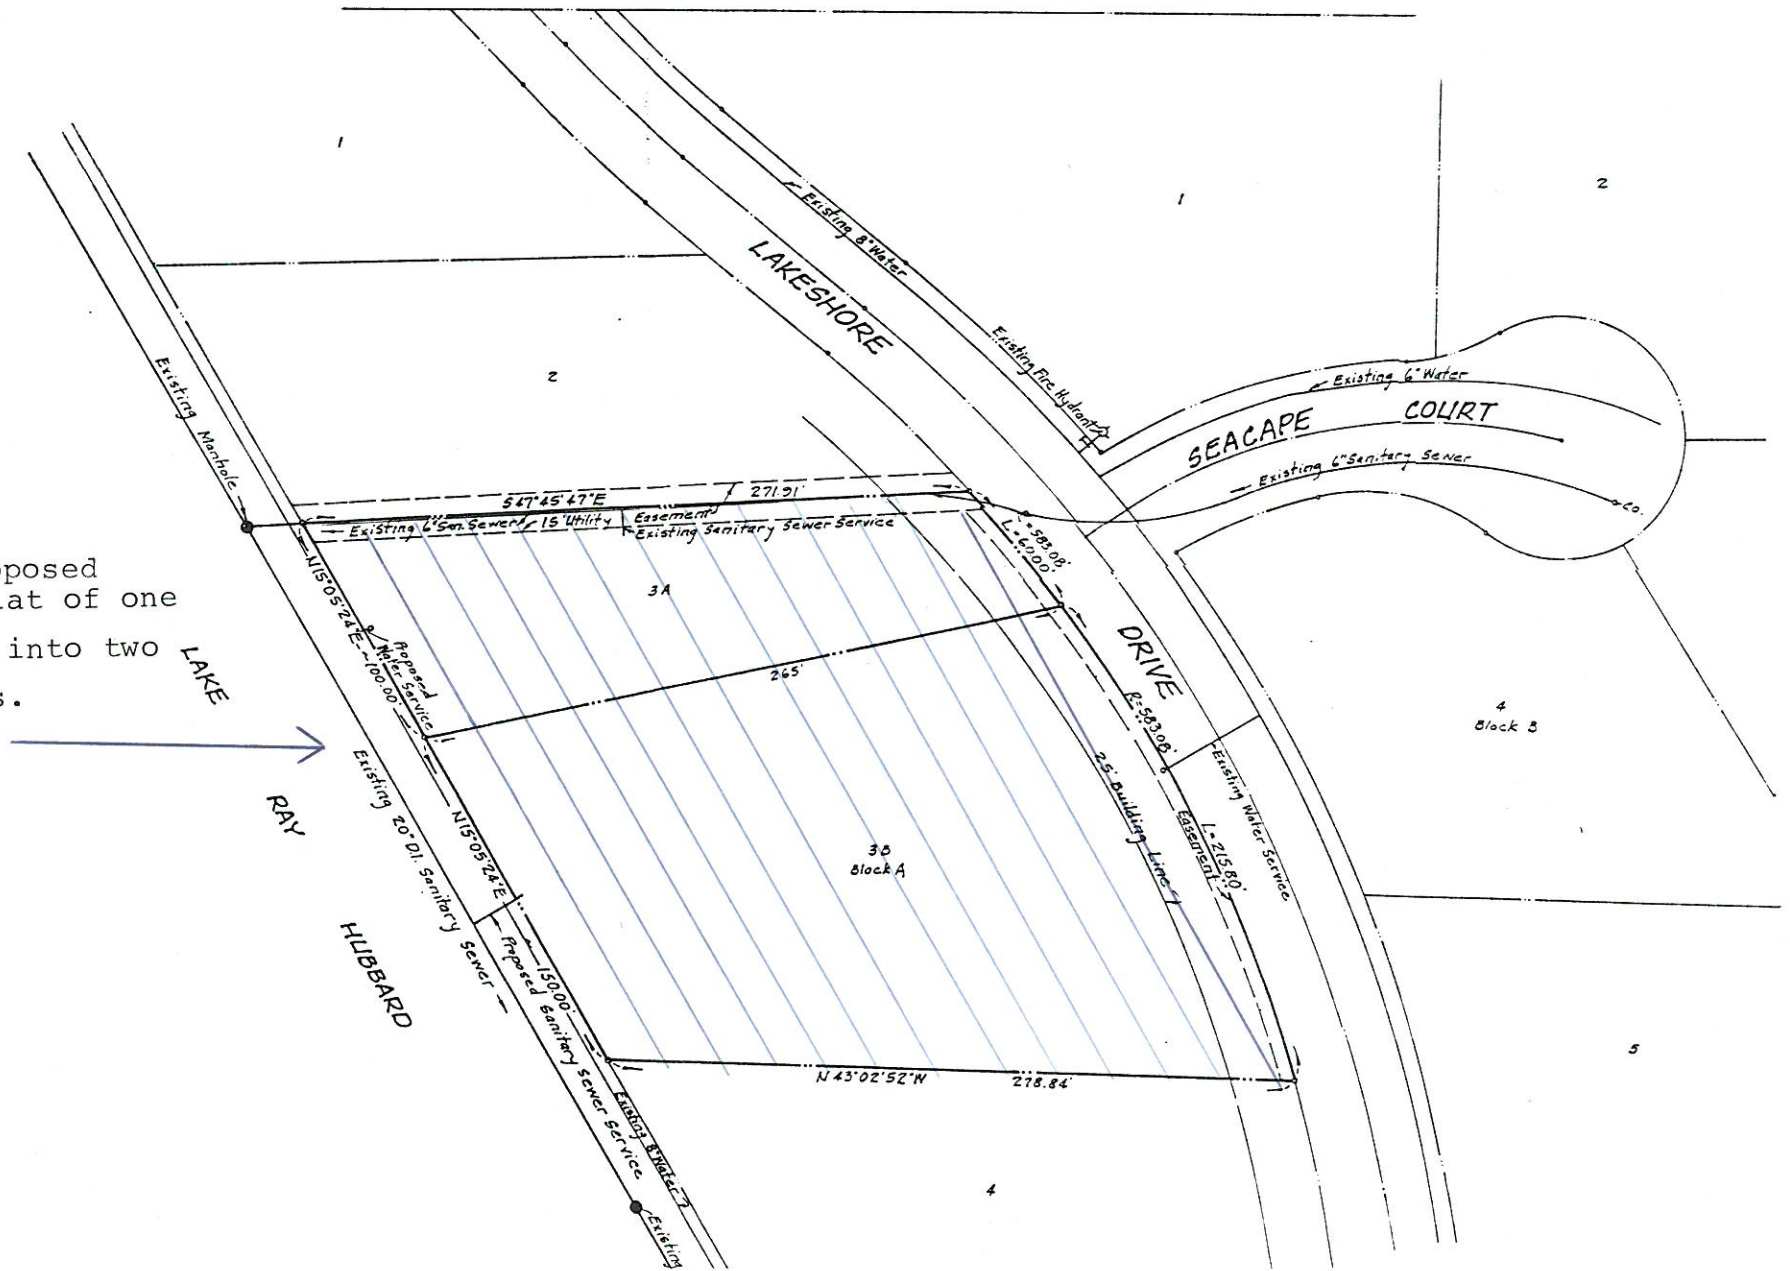 1
1
2
Existing 8" Water
LAKESHORE
2
Existing Fire Hydrant
Existing 6" Water
SEACAPE COURT
Existing 6" Sanitary Sewer
C.O.
Existing Manhole
S47°45'47"E
271.91'
Existing 6" San. Sewer
15' Utility
Easement
Existing Sanitary Sewer Service
583.08'
L=60.00'
posed
lat of one
into two
s.
LAKE
RAY
HUBBARD
N15°05'24"E
100.00'
Proposed
Water Service
3A
265'
DRIVE
R=583.08'
4
Block B
Existing Water Service
L=215.80'
Easement
25' Building Line
3B
Block A
N15°05'24"E
150.00'
Existing 20" D.I. Sanitary Sewer
Proposed Sanitary Sewer Service
N 43°02'52"W
278.84'
Existing 8" Water
5
4
Existing